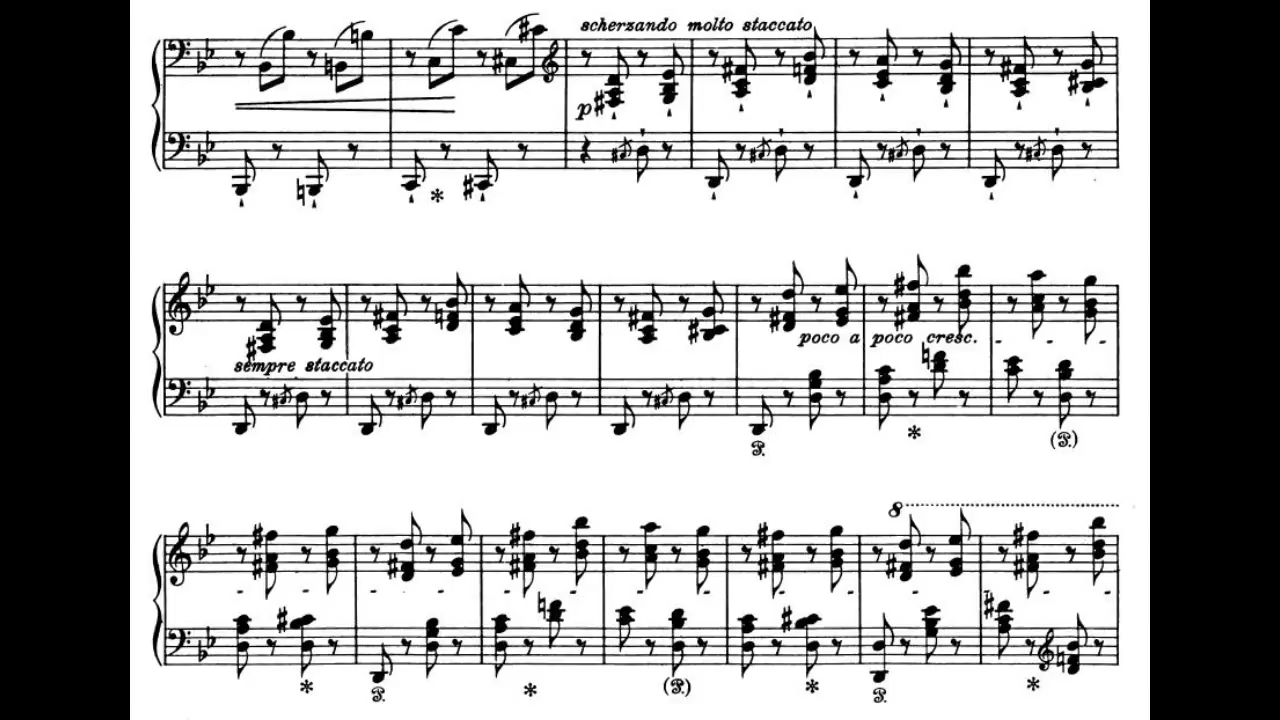 scherzando molto staccato
p
sempre staccato
poco a poco cresc.
8